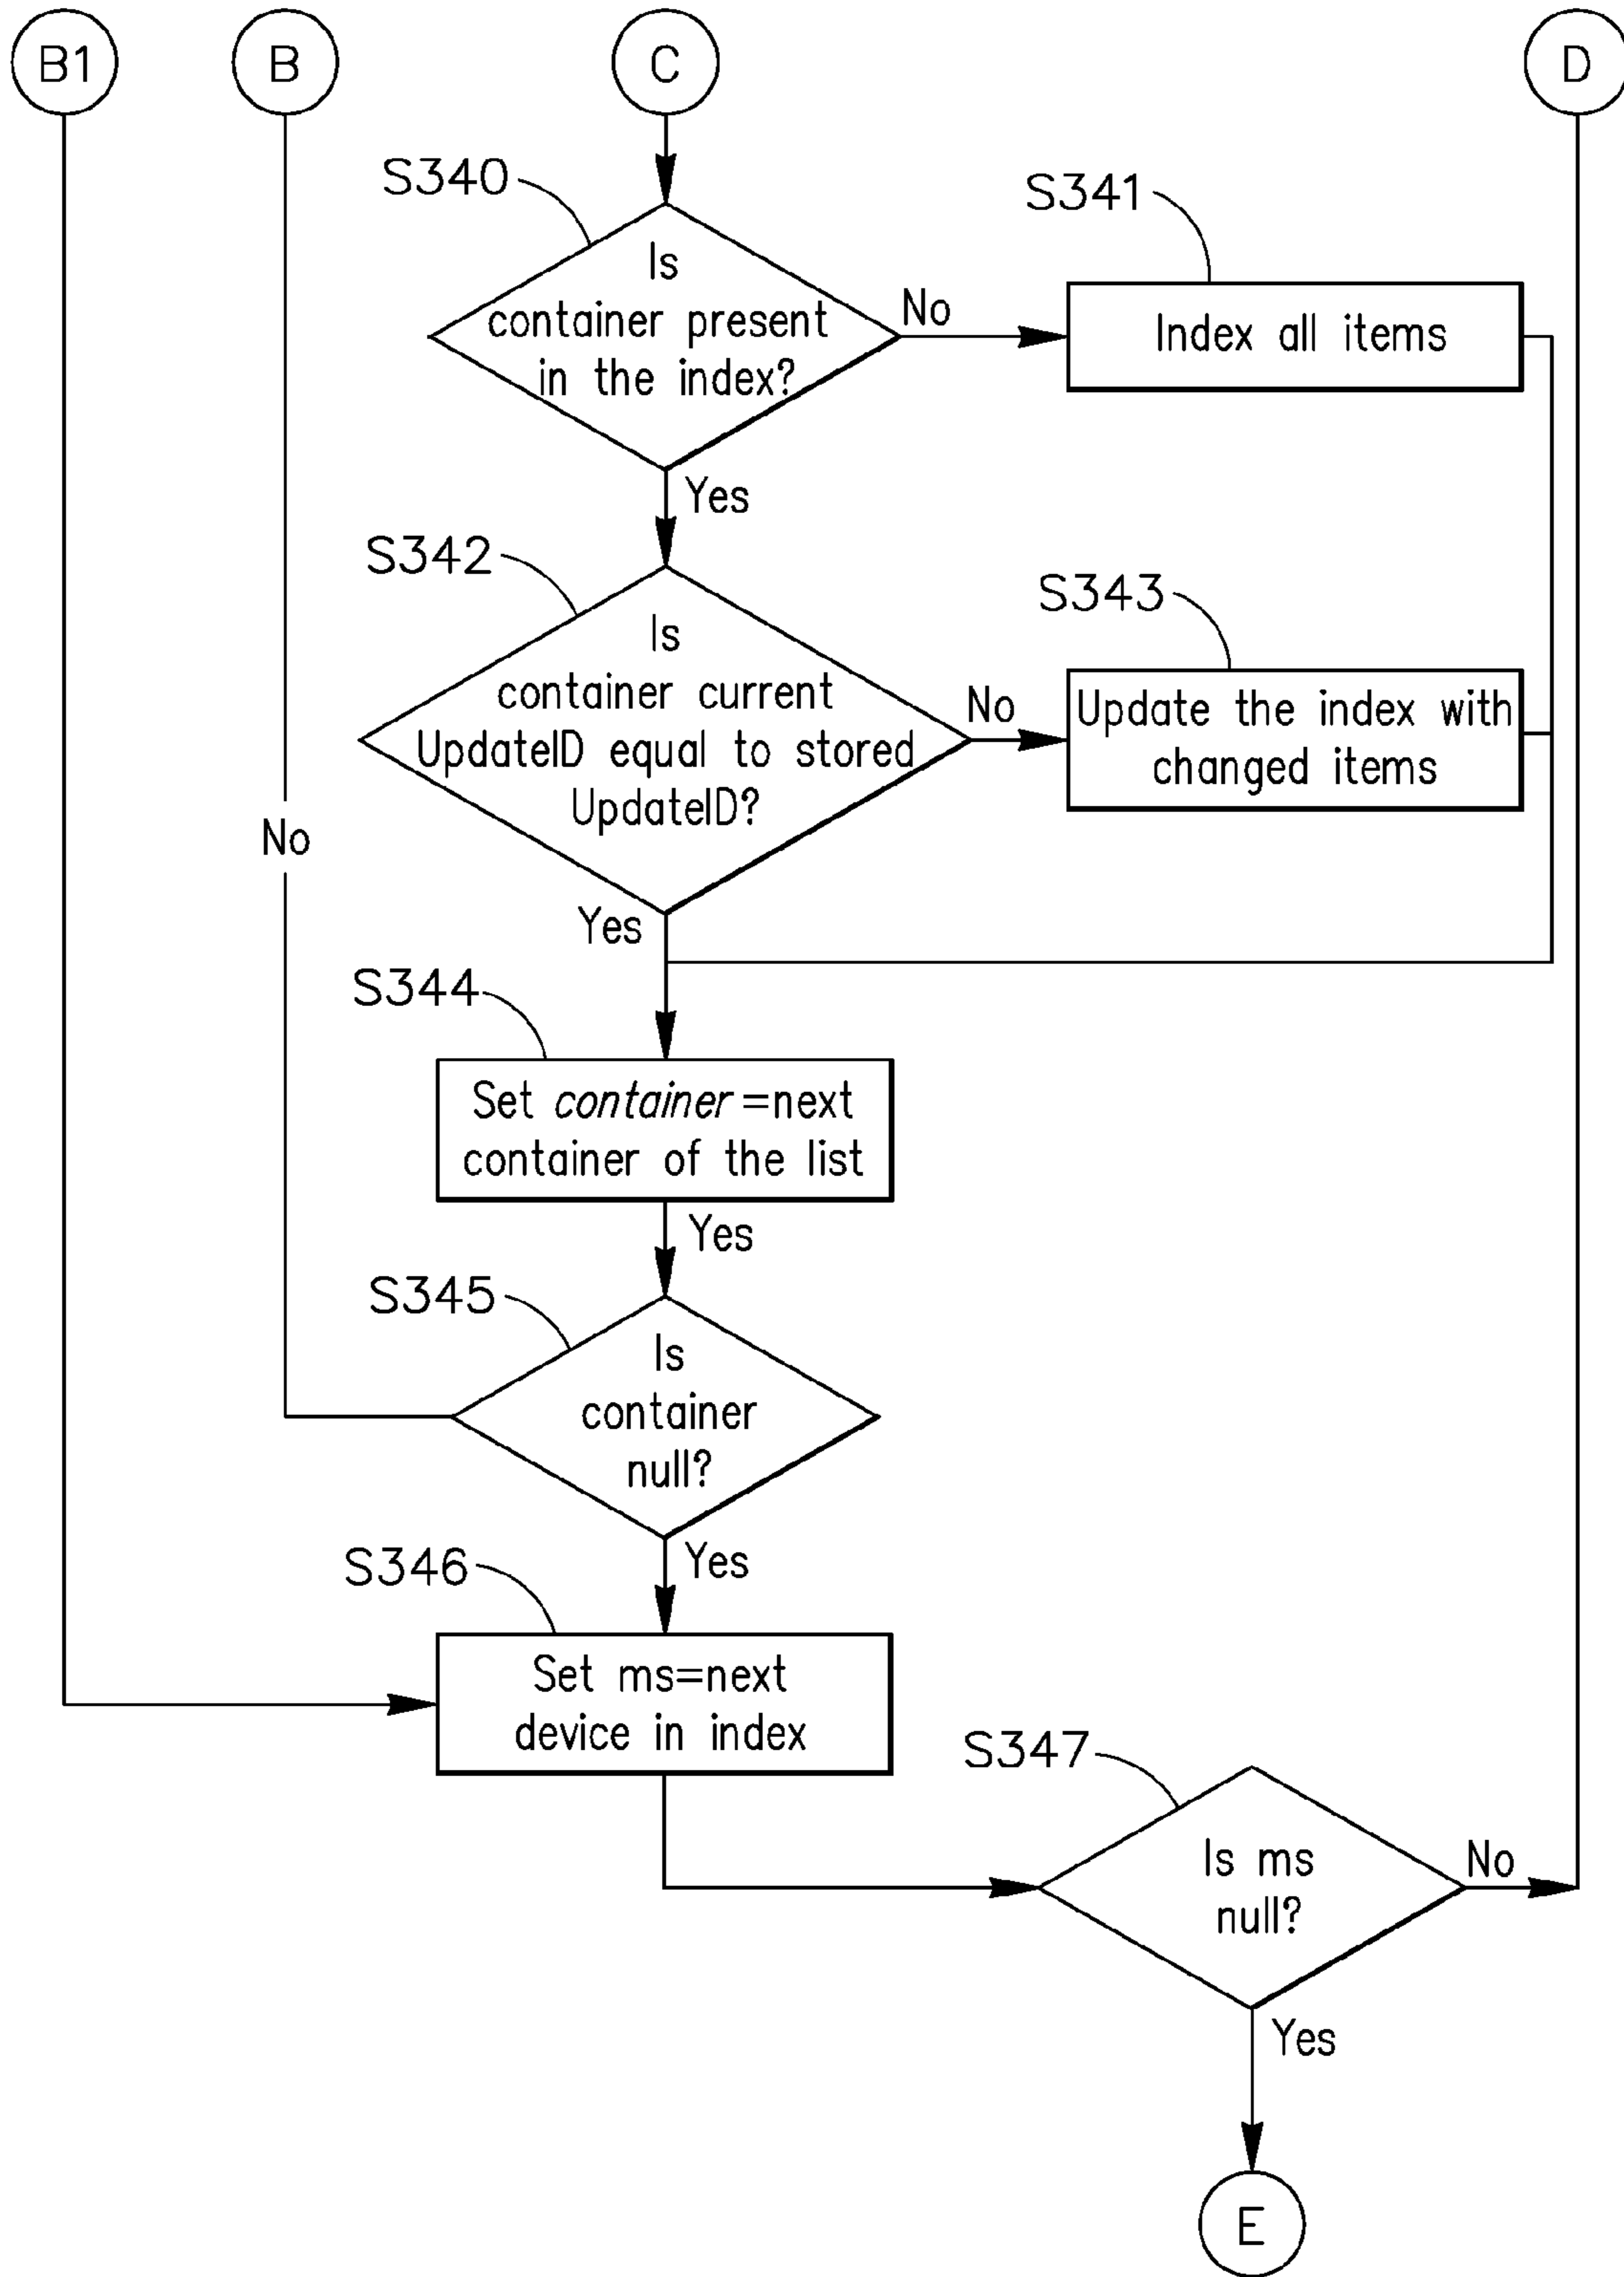 B1
B
C
D
S340
Is
container present
in the index?
No
S341
Index all items
Yes
S342
Is
container current
UpdateID equal to stored
UpdateID?
No
S343
Update the index with
changed items
No
Yes
S344
Set container=next
container of the list
Yes
S345
Is
container
null?
Yes
S346
Set ms=next
device in index
S347
Is ms
null?
No
Yes
E